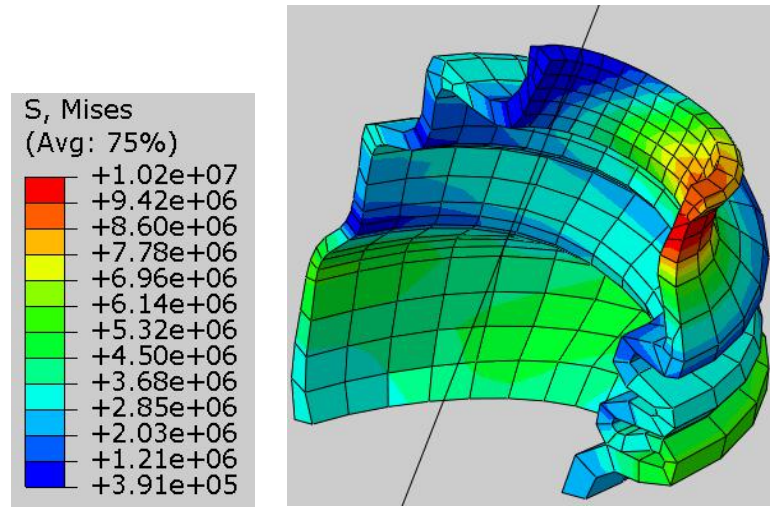 S, Mises
(Avg: 75%)
+1.02e+07
+9.42e+06
+8.60e+06
+7.78e+06
+6.96e+06
+6.14e+06
+5.32e+06
+4.50e+06
+3.68e+06
+2.85e+06
+2.03e+06
+1.21e+06
+3.91e+05